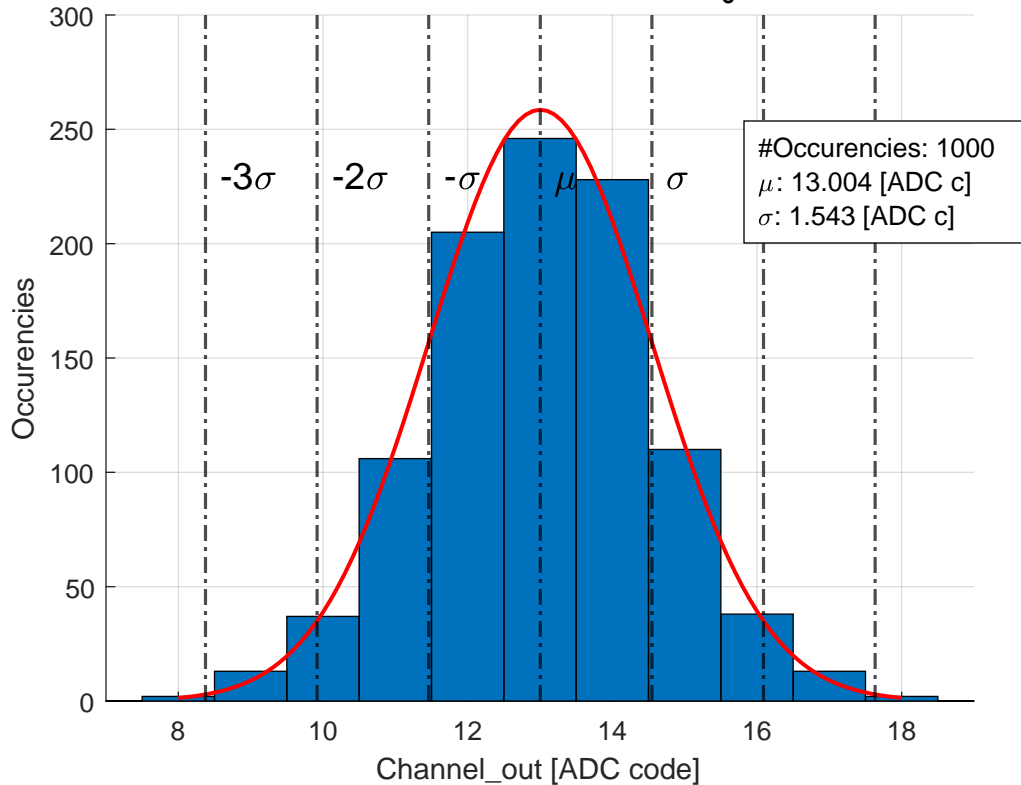 300
250
200
150
100
50
0
Occurencies
-3σ
-2σ
-σ
μ
σ
#Occurencies: 1000
μ: 13.004 [ADC c]
σ: 1.543 [ADC c]
8
10
12
14
16
18
Channel_out [ADC code]